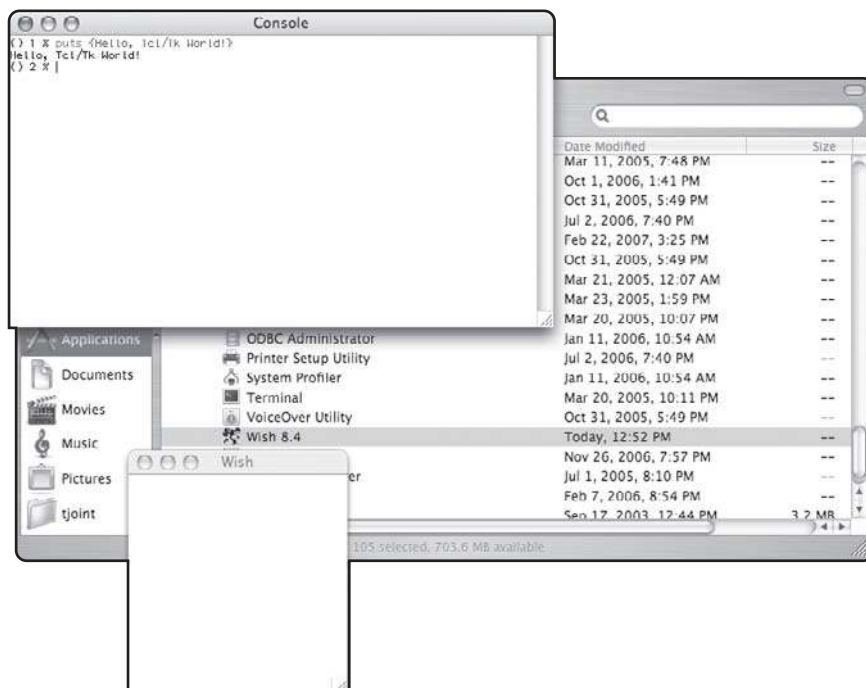 Console
() 1 % puts {Hello, Tcl/Tk World!}
Hello, Tcl/Tk World!
() 2 %
Date Modified Size
Mar 11, 2005, 7:48 PM --
Oct 1, 2006, 1:41 PM --
Oct 31, 2005, 5:49 PM --
Jul 2, 2006, 7:40 PM --
Feb 22, 2007, 3:25 PM --
Oct 31, 2005, 5:49 PM --
Mar 21, 2005, 12:07 AM --
Mar 23, 2005, 1:59 PM --
Mar 20, 2005, 10:07 PM --
Applications
ODBC Administrator Jan 11, 2006, 10:54 AM --
Printer Setup Utility Jul 2, 2006, 7:40 PM --
Documents
System Profiler Jan 11, 2006, 10:54 AM --
Terminal Mar 20, 2005, 10:11 PM --
Movies
VoiceOver Utility Oct 31, 2005, 5:49 PM --
Music
Wish 8.4 Today, 12:52 PM --
Nov 26, 2006, 7:57 PM --
Wish
Pictures
er Jul 1, 2005, 8:10 PM --
Feb 7, 2006, 8:54 PM --
tjoint
Sep 17, 2003, 12:44 PM 3.2 MB
105 selected, 703.6 MB available